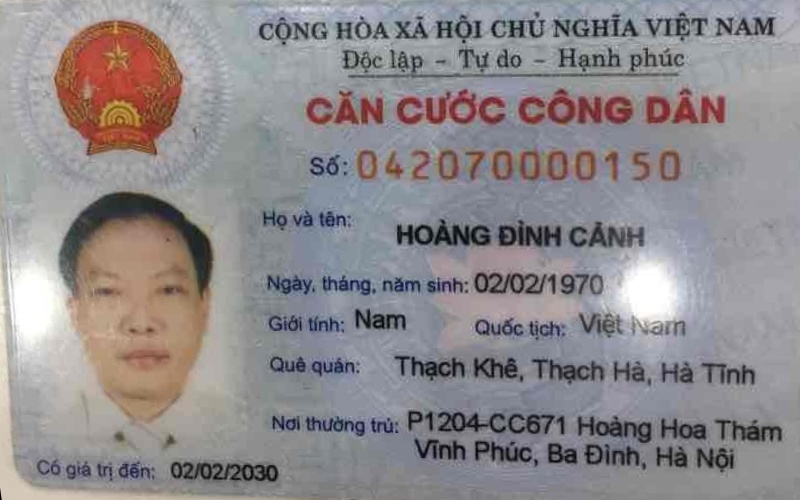 CỘNG HÒA XÃ HỘI CHỦ NGHĨA VIỆT NAM
Độc lập - Tự do - Hạnh phúc
CĂN CƯỚC CÔNG DÂN
Số: 042070000150
Họ và tên: HOÀNG ĐÌNH CẢNH
Ngày, tháng, năm sinh: 02/02/1970
Giới tính: Nam Quốc tịch: Việt Nam
Quê quán: Thạch Khê, Thạch Hà, Hà Tĩnh
Nơi thường trú: P1204-CC671 Hoàng Hoa Thám
Vĩnh Phúc, Ba Đình, Hà Nội
Có giá trị đến: 02/02/2030